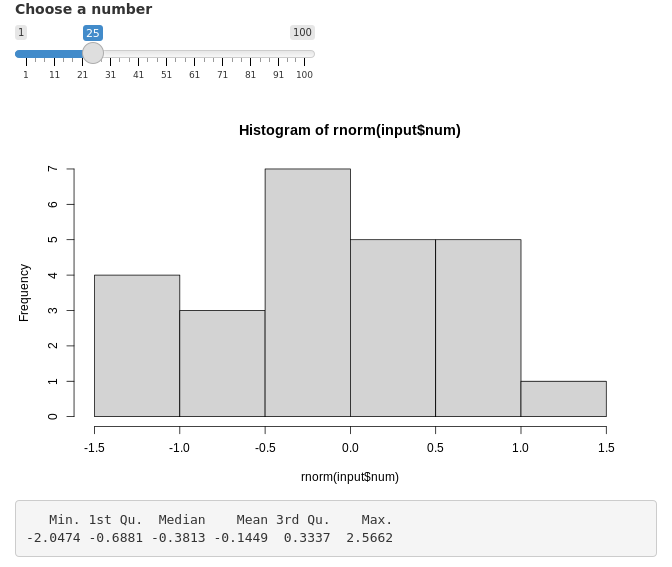 Choose a number
1 25 100
1 11 21 31 41 51 61 71 81 91 100
Histogram of rnorm(input$num)
Frequency
7
6
5
4
3
2
1
0
-1.5 -1.0 -0.5 0.0 0.5 1.0 1.5
rnorm(input$num)
Min. 1st Qu. Median Mean 3rd Qu. Max.
-2.0474 -0.6881 -0.3813 -0.1449 0.3337 2.5662